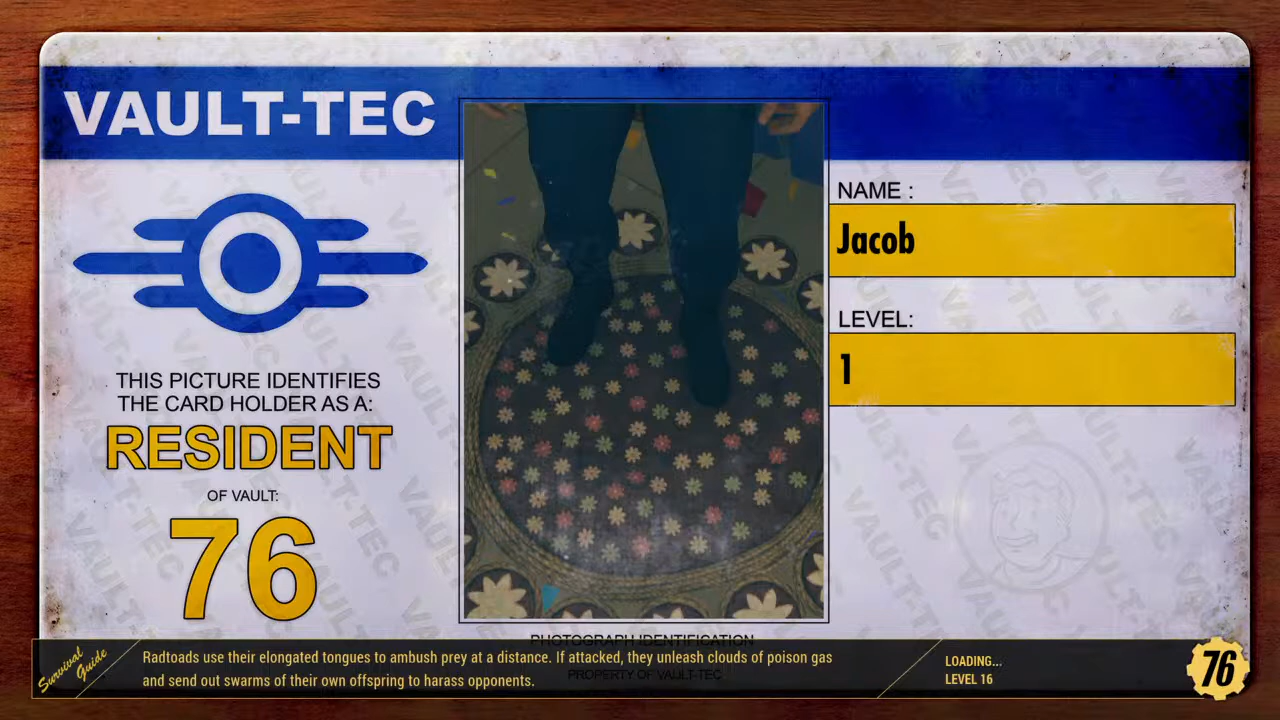 VAULT-TEC
THIS PICTURE IDENTIFIES
THE CARD HOLDER AS A:
RESIDENT
OF VAULT:
76
NAME :
Jacob
LEVEL:
1
PHOTOGRAPH IDENTIFICATION
PROPERTY OF VAULT-TEC
Survival
Guide
Radtoads use their elongated tongues to ambush prey at a distance. If attacked, they unleash clouds of poison gas
and send out swarms of their own offspring to harass opponents.
LOADING...
LEVEL 16
76